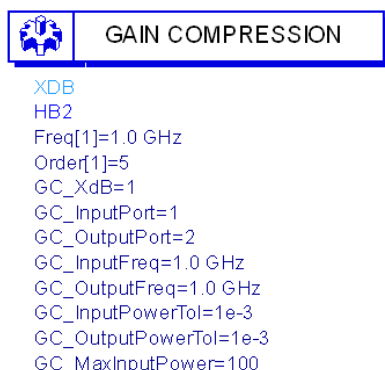 GAIN COMPRESSION
XDB
HB2
Freq[1]=1.0 GHz
Order[1]=5
GC_XdB=1
GC_InputPort=1
GC_OutputPort=2
GC_InputFreq=1.0 GHz
GC_OutputFreq=1.0 GHz
GC_InputPowerTol=1e-3
GC_OutputPowerTol=1e-3
GC_MaxInputPower=100